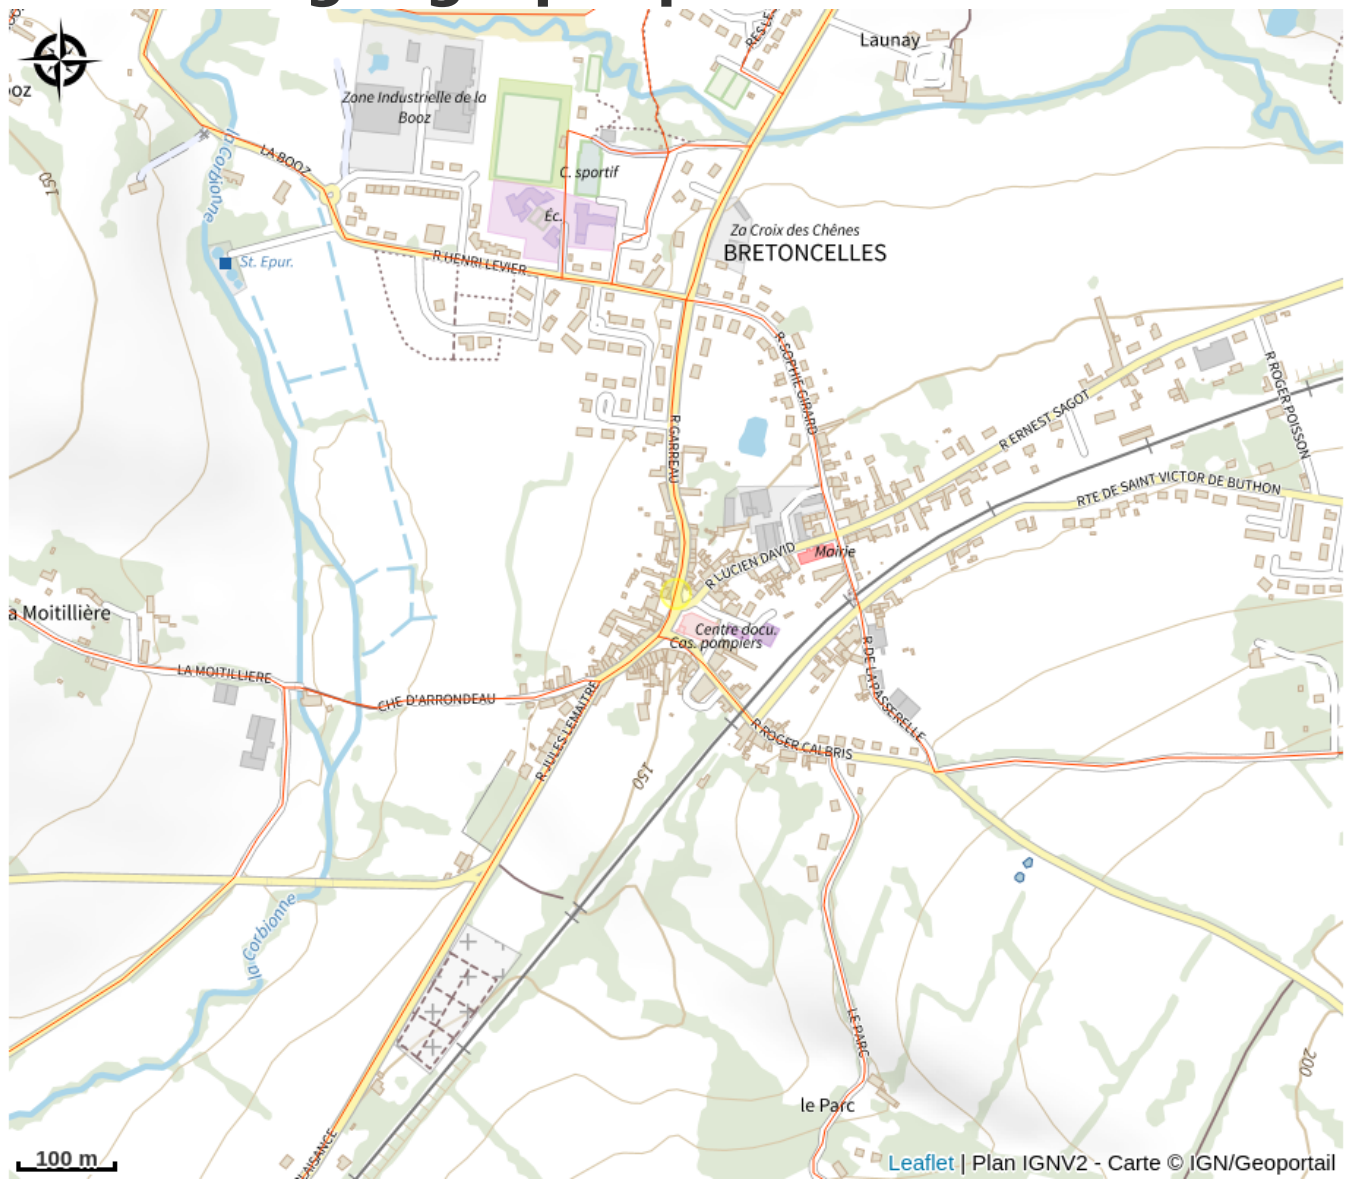 Launay
RES LE
Zone Industrielle de la
Booz
LA BOOZ
la Corbionne
150
C. sportif
Éc.
Za Croix des Chênes
BRETONCELLES
St. Epur.
R HENRI LEVIER
R SOPHIE GIRARD
R ROGER POISSON
R ERNEST SAGOT
R GARREAU
RTE DE SAINT VICTOR DE BUTHON
R LUCIEN DAVID
Mairie
a Moitillière
Centre docu.
Cas. pompiers
LA MOITILLIERE
CHE D'ARRONDEAU
R JULES LEMAITRE
R DE LA PASSERELLE
R ROGER CALBRIS
150
la Corbionne
LE PARC
200
le Parc
LAISANCE
100 m
Leaflet | Plan IGNV2 - Carte © IGN/Geoportail